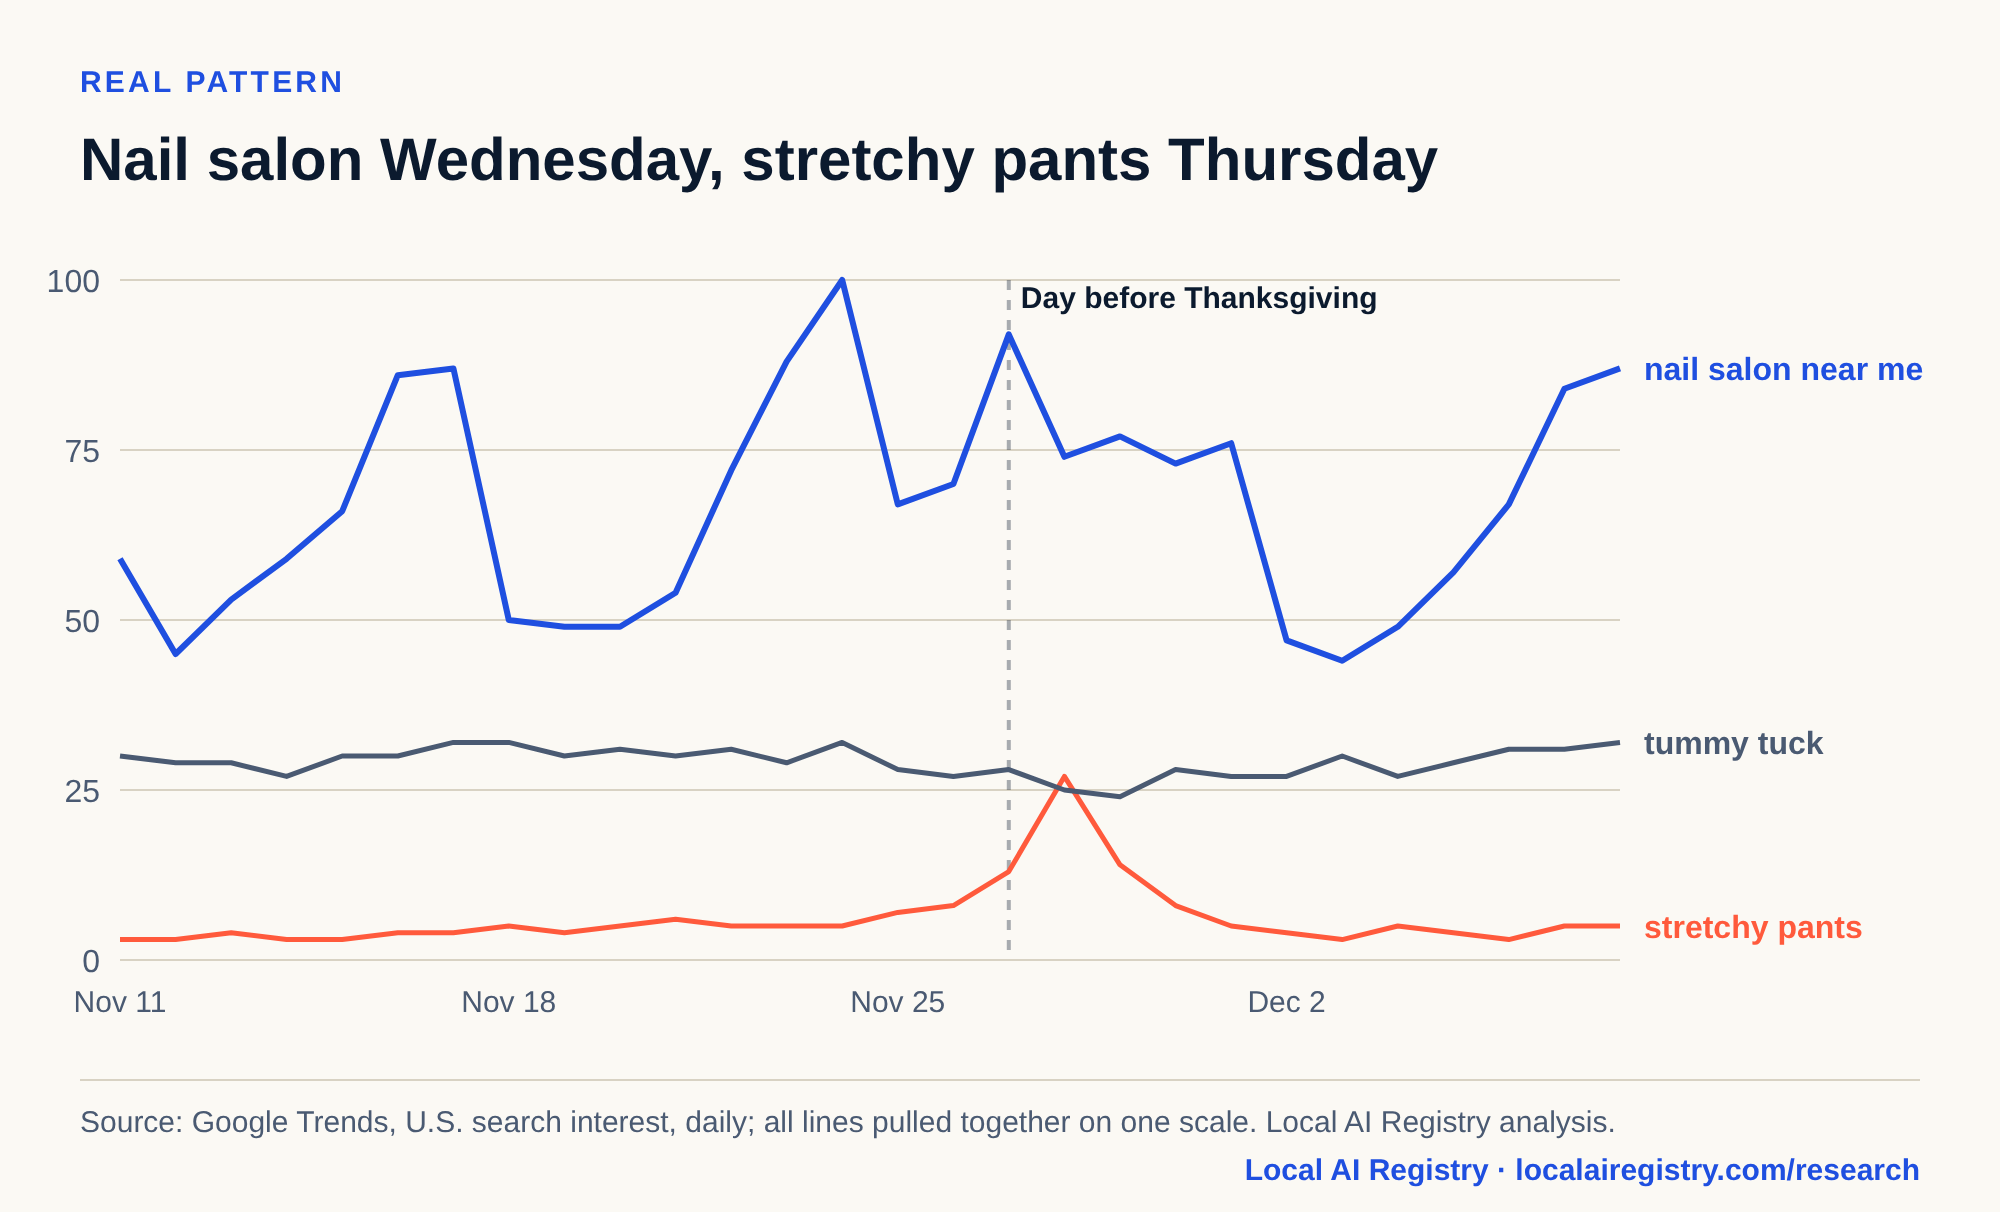 REAL PATTERN
Nail salon Wednesday, stretchy pants Thursday
100
75
50
25
0
Day before Thanksgiving
nail salon near me
tummy tuck
stretchy pants
Nov 11
Nov 18
Nov 25
Dec 2
Source: Google Trends, U.S. search interest, daily; all lines pulled together on one scale. Local AI Registry analysis.
Local AI Registry · localairegistry.com/research